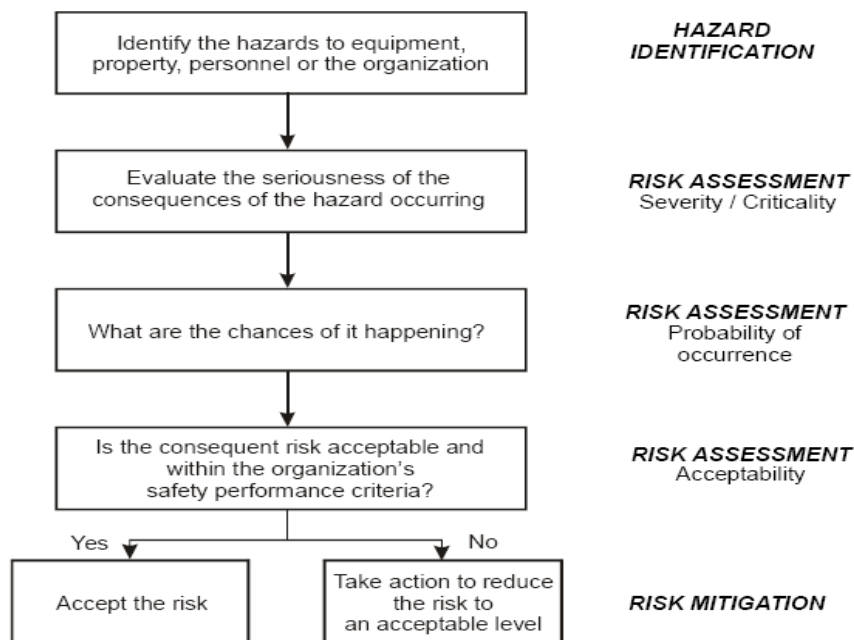 Identify the hazards to equipment,
property, personnel or the organization
HAZARD
IDENTIFICATION
Evaluate the seriousness of the
consequences of the hazard occurring
RISK ASSESSMENT
Severity / Criticality
What are the chances of it happening?
RISK ASSESSMENT
Probability of
occurrence
Is the consequent risk acceptable and
within the organization's
safety performance criteria?
RISK ASSESSMENT
Acceptability
Yes
No
Accept the risk
Take action to reduce
the risk to
an acceptable level
RISK MITIGATION